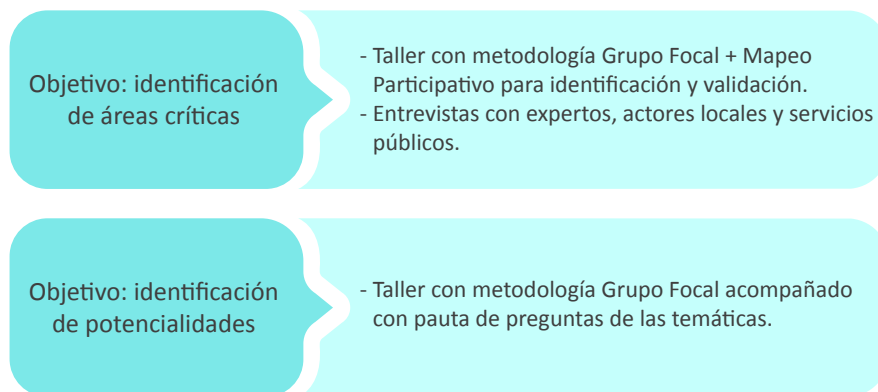 Objetivo: identificación
de áreas críticas
- Taller con metodología Grupo Focal + Mapeo
Participativo para identificación y validación.
- Entrevistas con expertos, actores locales y servicios
públicos.
Objetivo: identificación
de potencialidades
- Taller con metodología Grupo Focal acompañado
con pauta de preguntas de las temáticas.